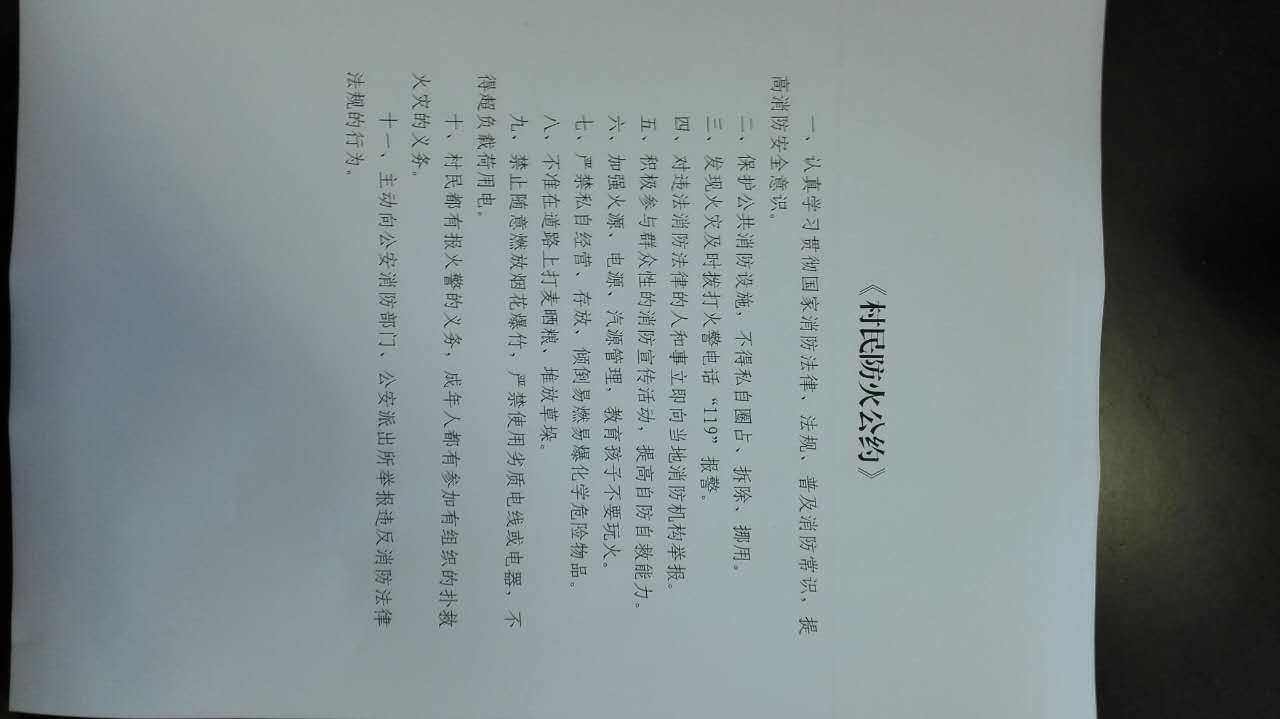 《村民防火公约》
一、认真学习贯彻国家消防法律、法规、普及消防常识，提
高消防安全意识。
二、保护公共消防设施，不得私自圈占、拆除、挪用。
三、发现火灾及时拨打火警电话“119”报警。
四、对违法消防法律的人和事立即向当地消防机构举报。
五、积极参与群众性的消防宣传活动，提高自防自救能力。
六、加强火源、电源、汽源管理，教育孩子不要玩火。
七、严禁私自经营、存放、倾倒易燃易爆化学危险物品。
八、不准在道路上打麦晒粮、堆放草垛。
九、禁止随意燃放烟花爆竹，严禁使用劣质电线或电器，不
得超负载荷用电。
十、村民都有报火警的义务，成年人都有参加有组织的扑救
火灾的义务。
十一、主动向公安消防部门、公安派出所举报违反消防法律
法规的行为。